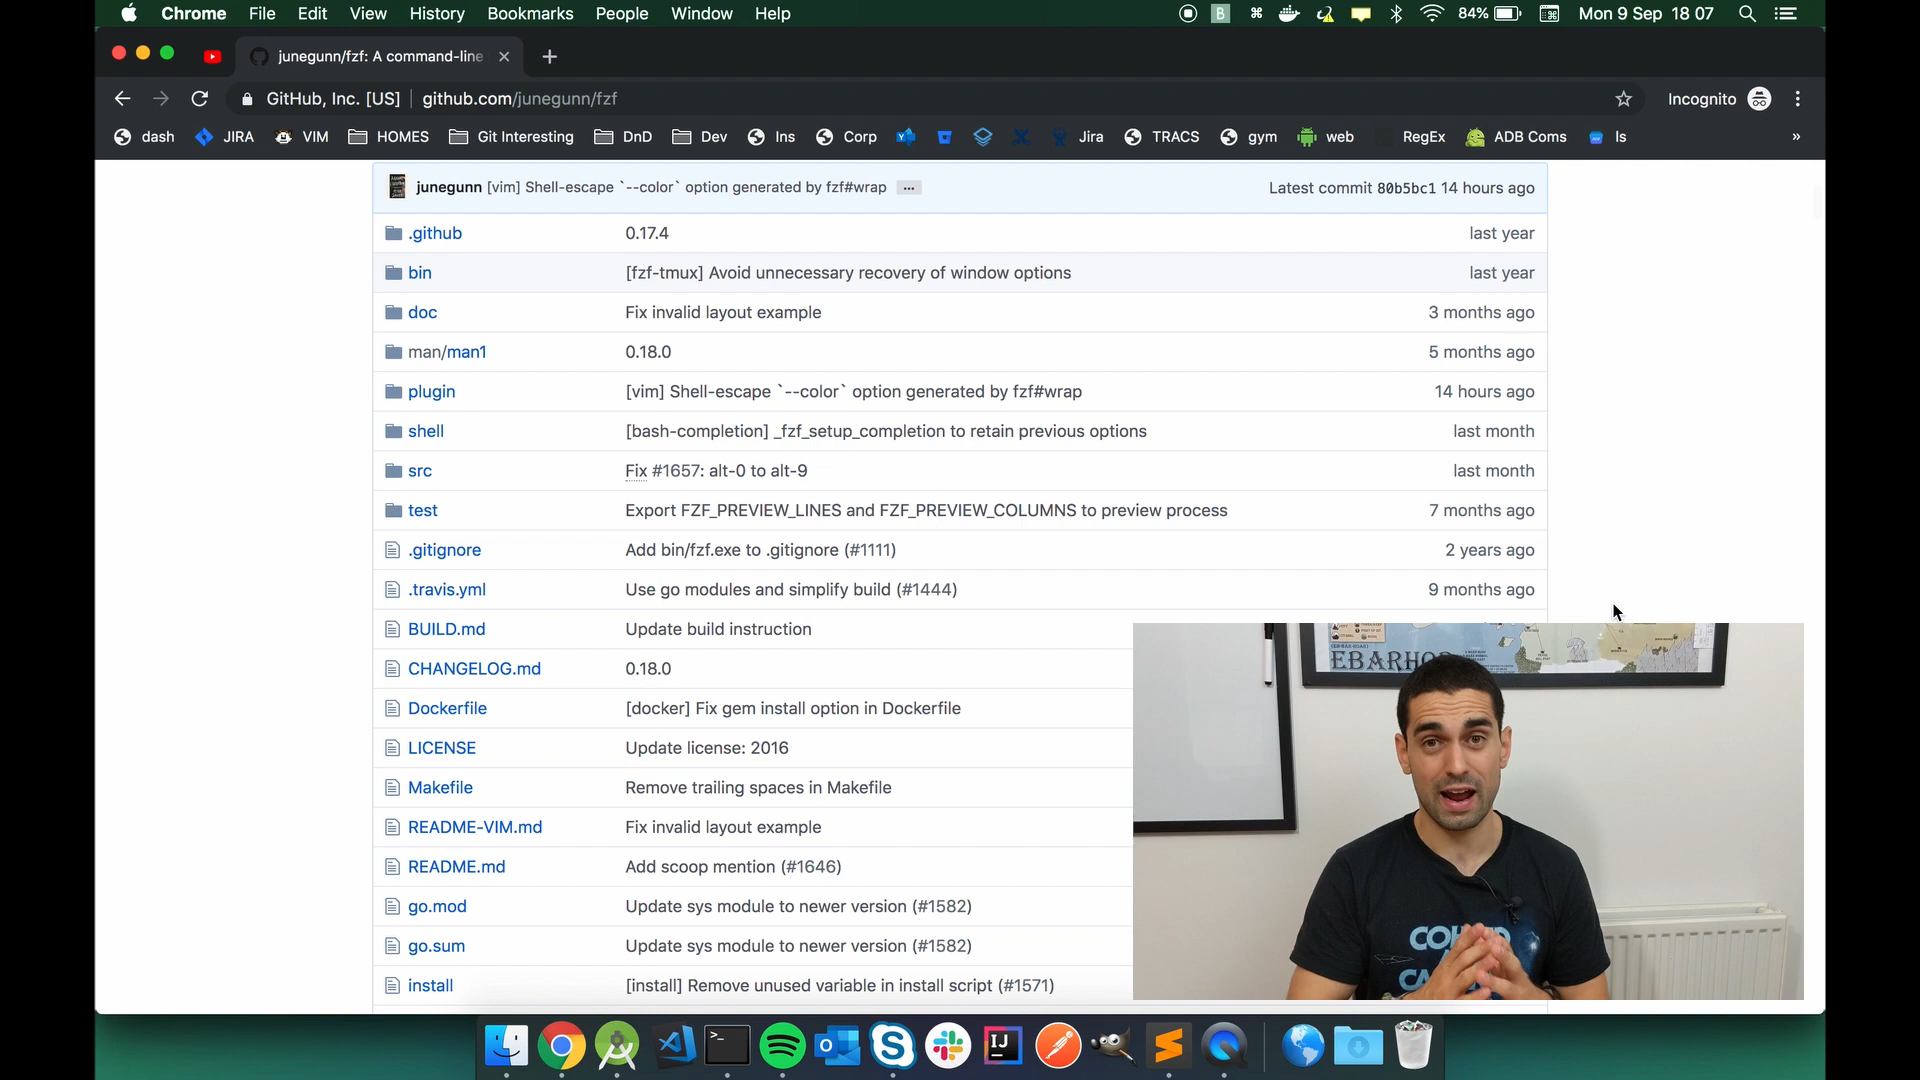 Chrome File Edit View History Bookmarks People Window Help
84% Mon 9 Sep 18 07
junegunn/fzf: A command-line
GitHub, Inc. [US] github.com/junegunn/fzf Incognito
dash JIRA VIM HOMES Git Interesting DnD Dev Ins Corp Jira TRACS gym web RegEx ADB Coms Is »
junegunn [vim] Shell-escape `--color` option generated by fzf#wrap ... Latest commit 80b5bc1 14 hours ago
.github 0.17.4 last year
bin [fzf-tmux] Avoid unnecessary recovery of window options last year
doc Fix invalid layout example 3 months ago
man/man1 0.18.0 5 months ago
plugin [vim] Shell-escape `--color` option generated by fzf#wrap 14 hours ago
shell [bash-completion] _fzf_setup_completion to retain previous options last month
src Fix #1657: alt-0 to alt-9 last month
test Export FZF_PREVIEW_LINES and FZF_PREVIEW_COLUMNS to preview process 7 months ago
.gitignore Add bin/fzf.exe to .gitignore (#1111) 2 years ago
.travis.yml Use go modules and simplify build (#1444) 9 months ago
BUILD.md Update build instruction
CHANGELOG.md 0.18.0
Dockerfile [docker] Fix gem install option in Dockerfile
LICENSE Update license: 2016
Makefile Remove trailing spaces in Makefile
README-VIM.md Fix invalid layout example
README.md Add scoop mention (#1646)
go.mod Update sys module to newer version (#1582)
go.sum Update sys module to newer version (#1582)
install [install] Remove unused variable in install script (#1571)
EBARHO